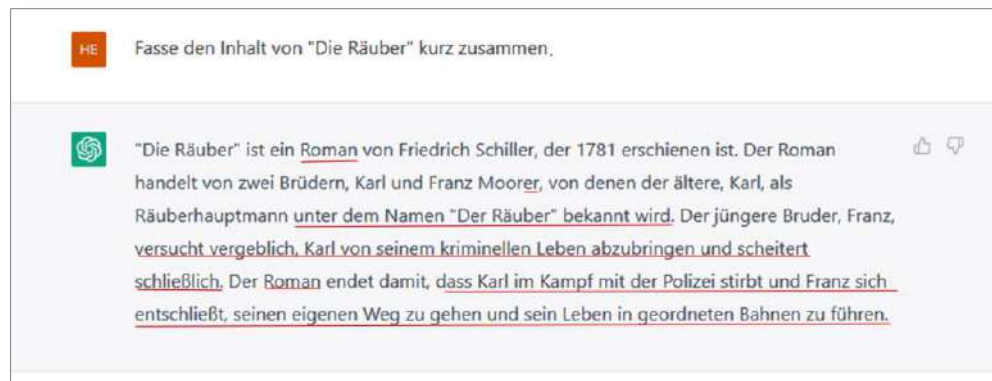 HE
Fasse den Inhalt von "Die Räuber" kurz zusammen.
"Die Räuber" ist ein Roman von Friedrich Schiller, der 1781 erschienen ist. Der Roman
handelt von zwei Brüdern, Karl und Franz Moorer, von denen der ältere, Karl, als
Räuberhauptmann unter dem Namen "Der Räuber" bekannt wird. Der jüngere Bruder, Franz,
versucht vergeblich, Karl von seinem kriminellen Leben abzubringen und scheitert
schließlich. Der Roman endet damit, dass Karl im Kampf mit der Polizei stirbt und Franz sich
entschließt, seinen eigenen Weg zu gehen und sein Leben in geordneten Bahnen zu führen.